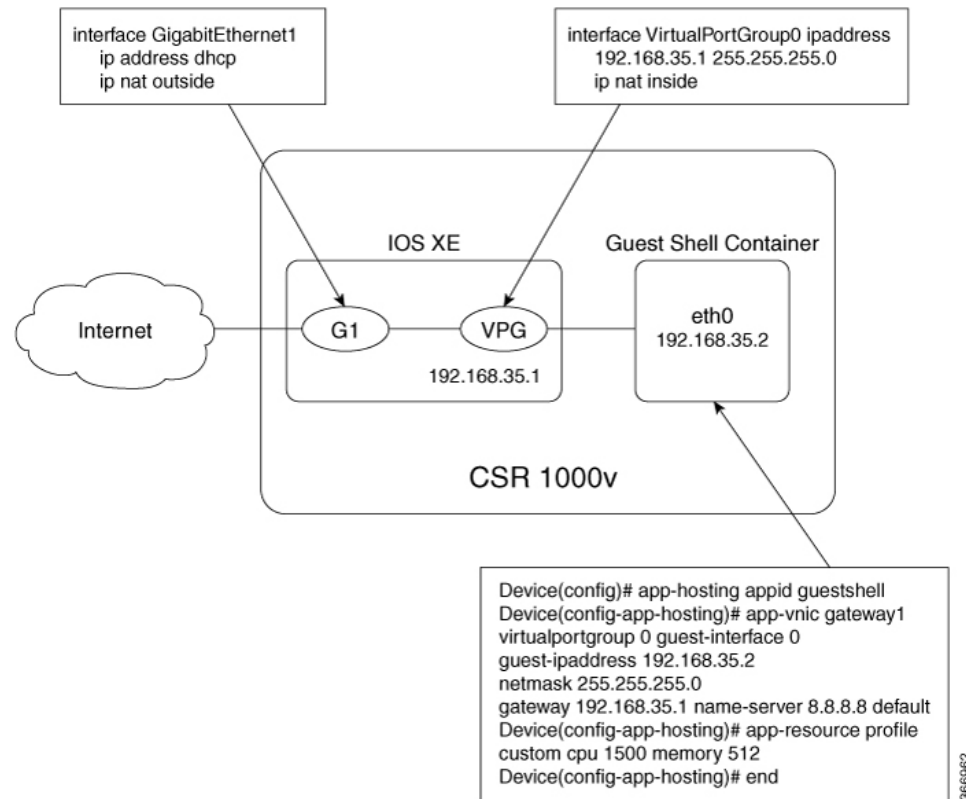 interface GigabitEthernet1
ip address dhcp
ip nat outside
interface VirtualPortGroup0 ipaddress
192.168.35.1 255.255.255.0
ip nat inside
IOS XE
Guest Shell Container
Internet
G1
VPG
eth0
192.168.35.2
192.168.35.1
CSR 1000v
Device(config)# app-hosting appid guestshell
Device(config-app-hosting)# app-vnic gateway1
virtualportgroup 0 guest-interface 0
guest-ipaddress 192.168.35.2
netmask 255.255.255.0
gateway 192.168.35.1 name-server 8.8.8.8 default
Device(config-app-hosting)# app-resource profile
custom cpu 1500 memory 512
Device(config-app-hosting)# end
366962